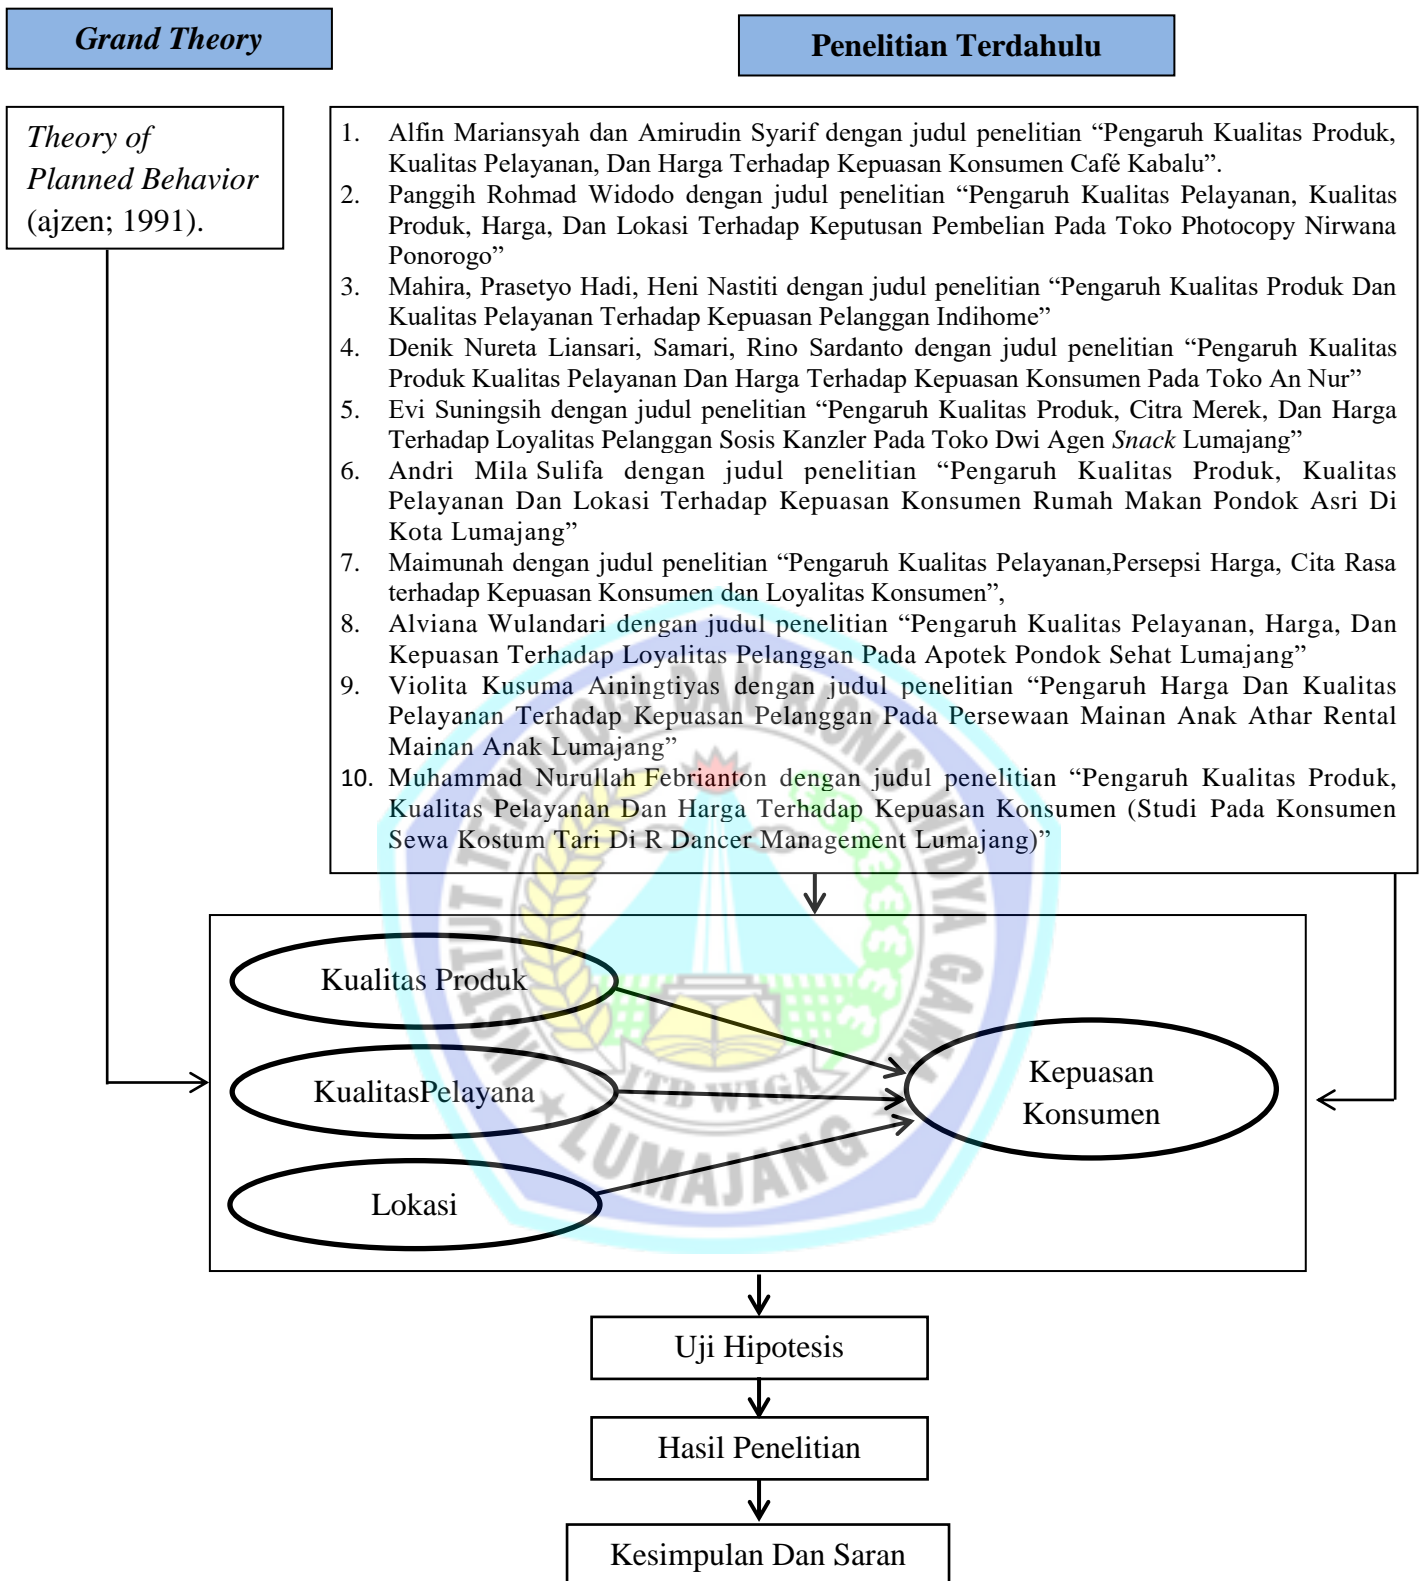 Grand Theory
Penelitian Terdahulu
Theory of
Planned Behavior
(ajzen; 1991).
1. Alfin Mariansyah dan Amirudin Syarif dengan judul penelitian “Pengaruh Kualitas Produk,
Kualitas Pelayanan, Dan Harga Terhadap Kepuasan Konsumen Café Kabalu”.
2. Panggih Rohmad Widodo dengan judul penelitian “Pengaruh Kualitas Pelayanan, Kualitas
Produk, Harga, Dan Lokasi Terhadap Keputusan Pembelian Pada Toko Photocopy Nirwana
Ponorogo”
3. Mahira, Prasetyo Hadi, Heni Nastiti dengan judul penelitian “Pengaruh Kualitas Produk Dan
Kualitas Pelayanan Terhadap Kepuasan Pelanggan Indihome”
4. Denik Nureta Liansari, Samari, Rino Sardanto dengan judul penelitian “Pengaruh Kualitas
Produk Kualitas Pelayanan Dan Harga Terhadap Kepuasan Konsumen Pada Toko An Nur”
5. Evi Suningsih dengan judul penelitian “Pengaruh Kualitas Produk, Citra Merek, Dan Harga
Terhadap Loyalitas Pelanggan Sosis Kanzler Pada Toko Dwi Agen Snack Lumajang”
6. Andri Mila Sulifa dengan judul penelitian “Pengaruh Kualitas Produk, Kualitas
Pelayanan Dan Lokasi Terhadap Kepuasan Konsumen Rumah Makan Pondok Asri Di
Kota Lumajang”
7. Maimunah dengan judul penelitian “Pengaruh Kualitas Pelayanan,Persepsi Harga, Cita Rasa
terhadap Kepuasan Konsumen dan Loyalitas Konsumen”,
8. Alviana Wulandari dengan judul penelitian “Pengaruh Kualitas Pelayanan, Harga, Dan
Kepuasan Terhadap Loyalitas Pelanggan Pada Apotek Pondok Sehat Lumajang”
9. Violita Kusuma Ainingtiyas dengan judul penelitian “Pengaruh Harga Dan Kualitas
Pelayanan Terhadap Kepuasan Pelanggan Pada Persewaan Mainan Anak Athar Rental
Mainan Anak Lumajang”
10. Muhammad Nurullah Febrianton dengan judul penelitian “Pengaruh Kualitas Produk,
Kualitas Pelayanan Dan Harga Terhadap Kepuasan Konsumen (Studi Pada Konsumen
Sewa Kostum Tari Di R Dancer Management Lumajang)”
INSTITUT TEKNOLOGI DAN BISNIS WIDYA GAMA
ITB WIGA
LUMAJANG
Kualitas Produk
KualitasPelayana
Lokasi
Kepuasan
Konsumen
Uji Hipotesis
Hasil Penelitian
Kesimpulan Dan Saran